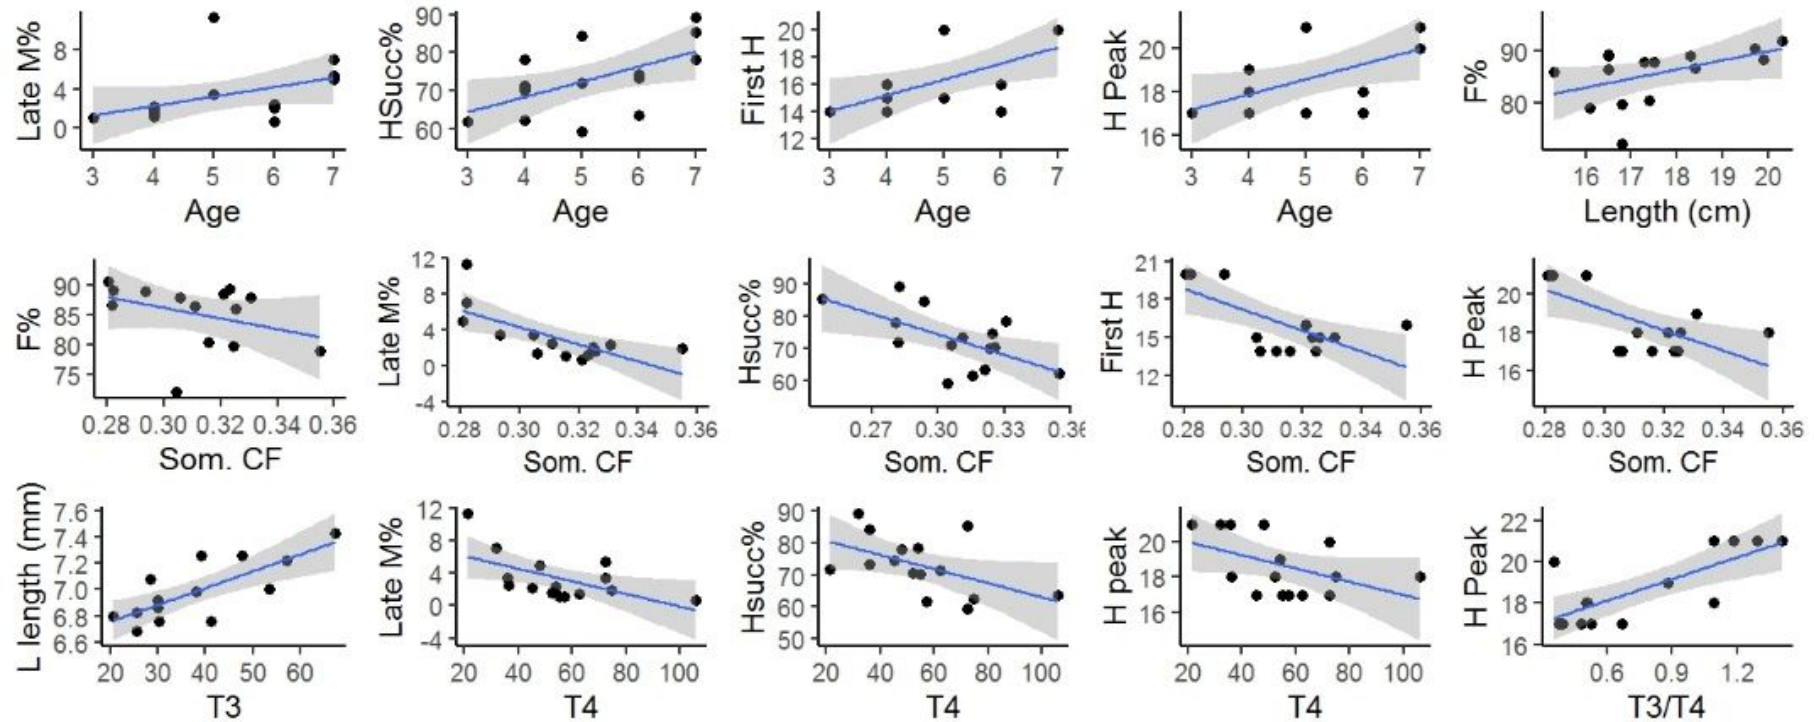 Late M%
8
4
0
3 4 5 6 7
Age
HSucc%
90
80
70
60
3 4 5 6 7
Age
First H
20
18
16
14
12
3 4 5 6 7
Age
H Peak
20
18
16
3 4 5 6 7
Age
F%
90
80
16 17 18 19 20
Length (cm)
F%
90
85
80
75
0.28 0.30 0.32 0.34 0.36
Som. CF
Late M%
12
8
4
0
-4
0.28 0.30 0.32 0.34 0.36
Som. CF
Hsucc%
90
80
70
60
0.27 0.30 0.33 0.36
Som. CF
First H
21
18
15
12
0.28 0.30 0.32 0.34 0.36
Som. CF
H Peak
20
18
16
0.28 0.30 0.32 0.34 0.36
Som. CF
L length (mm)
7.6
7.4
7.2
7.0
6.8
6.6
20 30 40 50 60
T3
Late M%
12
8
4
0
-4
20 40 60 80 100
T4
Hsucc%
90
80
70
60
50
20 40 60 80 100
T4
H peak
20
18
16
20 40 60 80 100
T4
H Peak
22
20
18
16
0.6 0.9 1.2
T3/T4